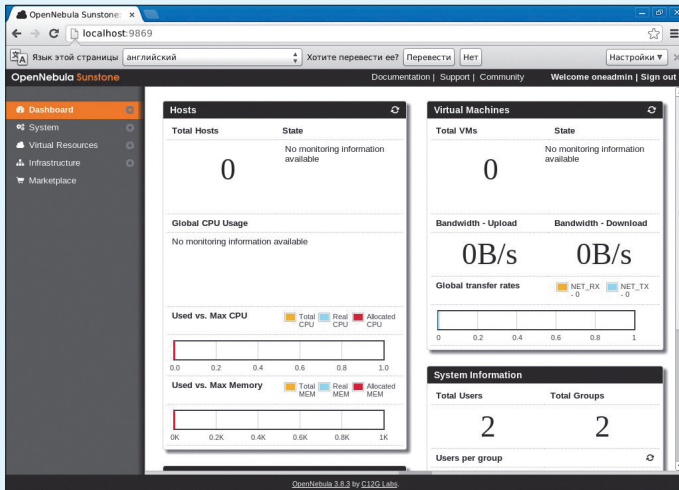 OpenNebula Sunstone:
localhost:9869
Язык этой страницы английский Хотите перевести ее? Перевести Нет Настройки
OpenNebula Sunstone Documentation | Support | Community Welcome oneadmin | Sign out
Dashboard
System
Virtual Resources
Infrastructure
Marketplace
Hosts
Total Hosts State
0 No monitoring information
available
Global CPU Usage
No monitoring information available
Used vs. Max CPU Total CPU Real CPU Allocated CPU
0.0 0.2 0.4 0.6 0.8 1.0
Used vs. Max Memory Total MEM Real MEM Allocated MEM
0K 0.2K 0.4K 0.6K 0.8K 1K
Virtual Machines
Total VMs State
0 No monitoring information
available
Bandwidth - Upload Bandwidth - Download
0B/s 0B/s
Global transfer rates NET_RX - 0 NET_TX - 0
0 0.2 0.4 0.6 0.8 1
System Information
Total Users Total Groups
2 2
Users per group
OpenNebula 3.8.3 by C12G Labs.